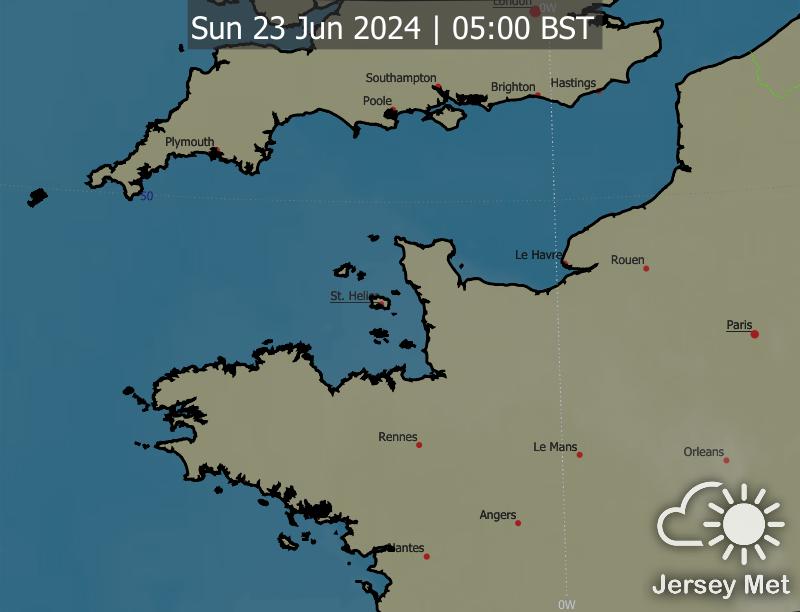 London
0W
Sun 23 Jun 2024 | 05:00 BST
Southampton
Brighton
Hastings
Poole
Plymouth
50
Le Havre
Rouen
St. Helier
Paris
Rennes
Le Mans
Orleans
Angers
Nantes
Jersey Met
0W